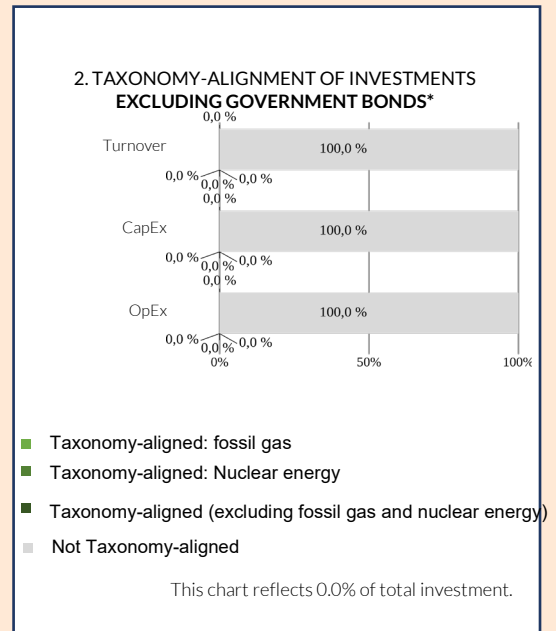 2. TAXONOMY-ALIGNMENT OF INVESTMENTS
EXCLUDING GOVERNMENT BONDS*
0,0 %
Turnover 100,0 %
0,0 % 0,0 % 0,0 %
0,0 %
CapEx 100,0 %
0,0 % 0,0 % 0,0 %
0,0 %
OpEx 100,0 %
0,0 % 0,0 % 0,0 %
0% 50% 100%
Taxonomy-aligned: fossil gas
Taxonomy-aligned: Nuclear energy
Taxonomy-aligned (excluding fossil gas and nuclear energy)
Not Taxonomy-aligned
This chart reflects 0.0% of total investment.